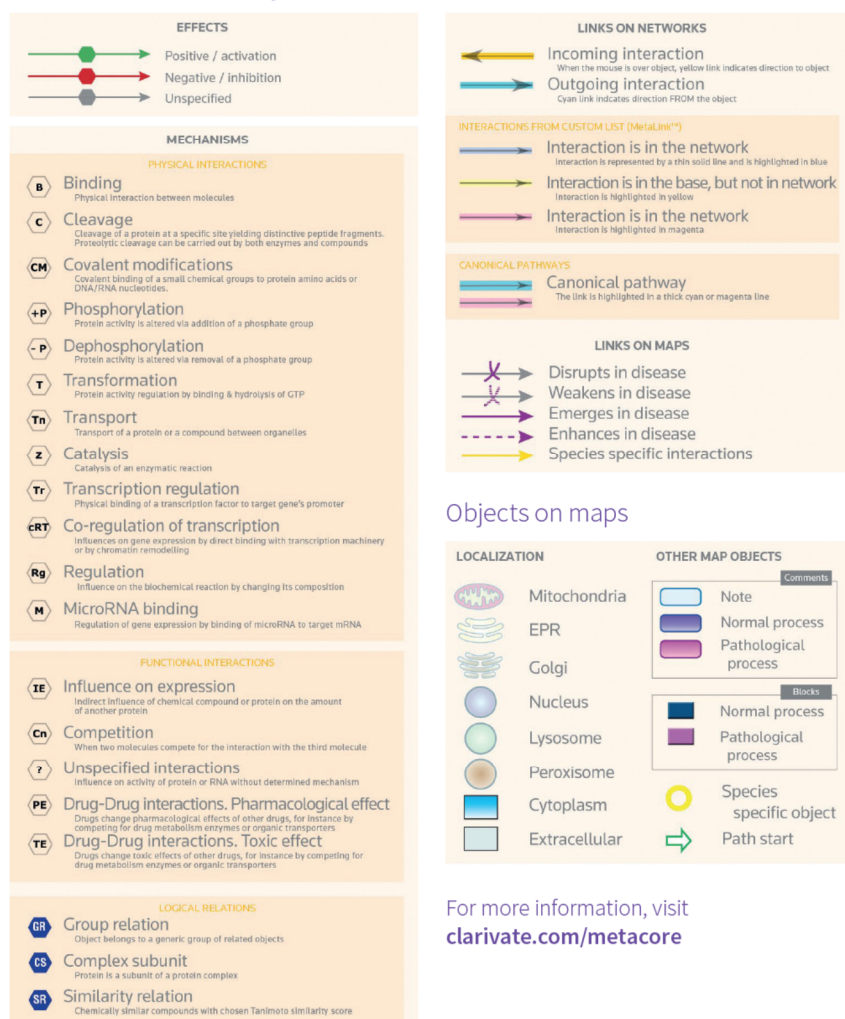 EFFECTS
Positive / activation
Negative / inhibition
Unspecified
MECHANISMS
PHYSICAL INTERACTIONS
B
Binding
Physical interaction between molecules
C
Cleavage
Cleavage of a protein at a specific site yielding distinctive peptide fragments.
Proteolytic cleavage can be carried out by both enzymes and compounds
CM
Covalent modifications
Covalent binding of a small chemical groups to protein amino acids or
DNA/RNA nucleotides.
+P
Phosphorylation
Protein activity is altered via addition of a phosphate group
- P
Dephosphorylation
Protein activity is altered via removal of a phosphate group
T
Transformation
Protein activity regulation by binding & hydrolysis of GTP
Tn
Transport
Transport of a protein or a compound between organelles
Z
Catalysis
Catalysis of an enzymatic reaction
Tr
Transcription regulation
Physical binding of a transcription factor to target gene's promoter
cRT
Co-regulation of transcription
Influences on gene expression by direct binding with transcription machinery
or by chromatin remodelling
Rg
Regulation
Influence on the biochemical reaction by changing its composition
M
MicroRNA binding
Regulation of gene expression by binding of microRNA to target mRNA
FUNCTIONAL INTERACTIONS
IE
Influence on expression
Indirect influence of chemical compound or protein on the amount
of another protein
Cn
Competition
When two molecules compete for the interaction with the third molecule
?
Unspecified interactions
Influence on activity of protein or RNA without determined mechanism
PE
Drug-Drug interactions. Pharmacological effect
Drugs change pharmacological effects of other drugs, for instance by
competing for drug metabolism enzymes or organic transporters
TE
Drug-Drug interactions. Toxic effect
Drugs change toxic effects of other drugs, for instance by competing for
drug metabolism enzymes or organic transporters
LOGICAL RELATIONS
GR
Group relation
Object belongs to a generic group of related objects
CS
Complex subunit
Protein is a subunit of a protein complex
SR
Similarity relation
Chemically similar compounds with chosen Tanimoto similarity score
LINKS ON NETWORKS
Incoming interaction
When the mouse is over object, yellow link indicates direction to object
Outgoing interaction
Cyan link indicates direction FROM the object
INTERACTIONS FROM CUSTOM LIST (MetaLink™)
Interaction is in the network
Interaction is represented by a thin solid line and is highlighted in blue
Interaction is in the base, but not in network
Interaction is highlighted in yellow
Interaction is in the network
Interaction is highlighted in magenta
CANONICAL PATHWAYS
Canonical pathway
The link is highlighted in a thick cyan or magenta line
LINKS ON MAPS
Disrupts in disease
Weakens in disease
Emerges in disease
Enhances in disease
Species specific interactions
Objects on maps
LOCALIZATION
Mitochondria
EPR
Golgi
Nucleus
Lysosome
Peroxisome
Cytoplasm
Extracellular
OTHER MAP OBJECTS
Comments
Note
Normal process
Pathological
process
Blocks
Normal process
Pathological
process
Species
specific object
Path start
For more information, visit
clarivate.com/metacore